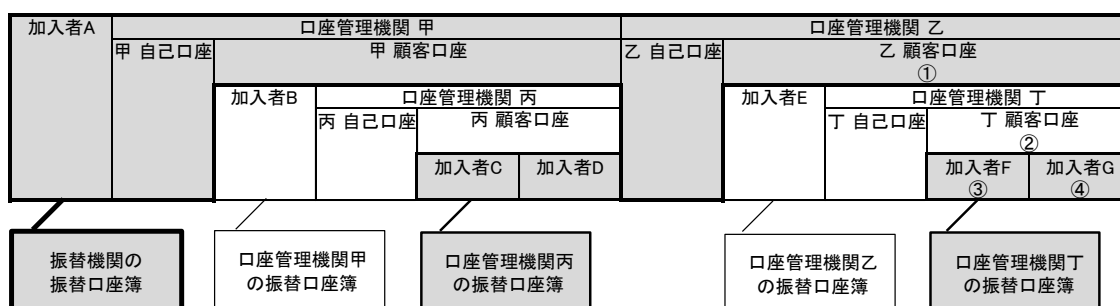 加入者A 口座管理機関 甲 口座管理機関 乙
甲 自己口座 甲 顧客口座 乙 自己口座 乙 顧客口座
①
加入者B 口座管理機関 丙 加入者E 口座管理機関 丁
丙 自己口座 丙 顧客口座 丁 自己口座 丁 顧客口座
②
加入者C 加入者D 加入者F 加入者G
③ ④
振替機関の 口座管理機関甲 口座管理機関丙 口座管理機関乙 口座管理機関丁
振替口座簿 の振替口座簿 の振替口座簿 の振替口座簿 の振替口座簿